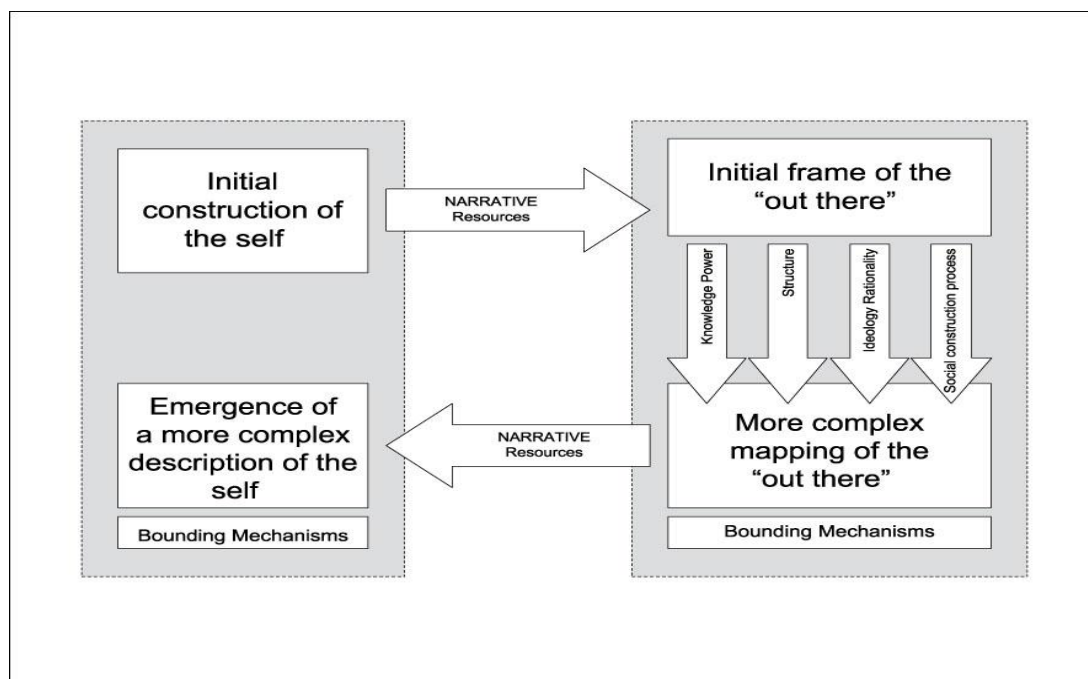 Initial
construction of
the self
NARRATIVE
Resources
Initial frame of the
“out there”
Knowledge Power
Structure
Ideology Rationality
Social construction process
Emergence of
a more complex
description of the
self
NARRATIVE
Resources
More complex
mapping of the
“out there”
Bounding Mechanisms
Bounding Mechanisms